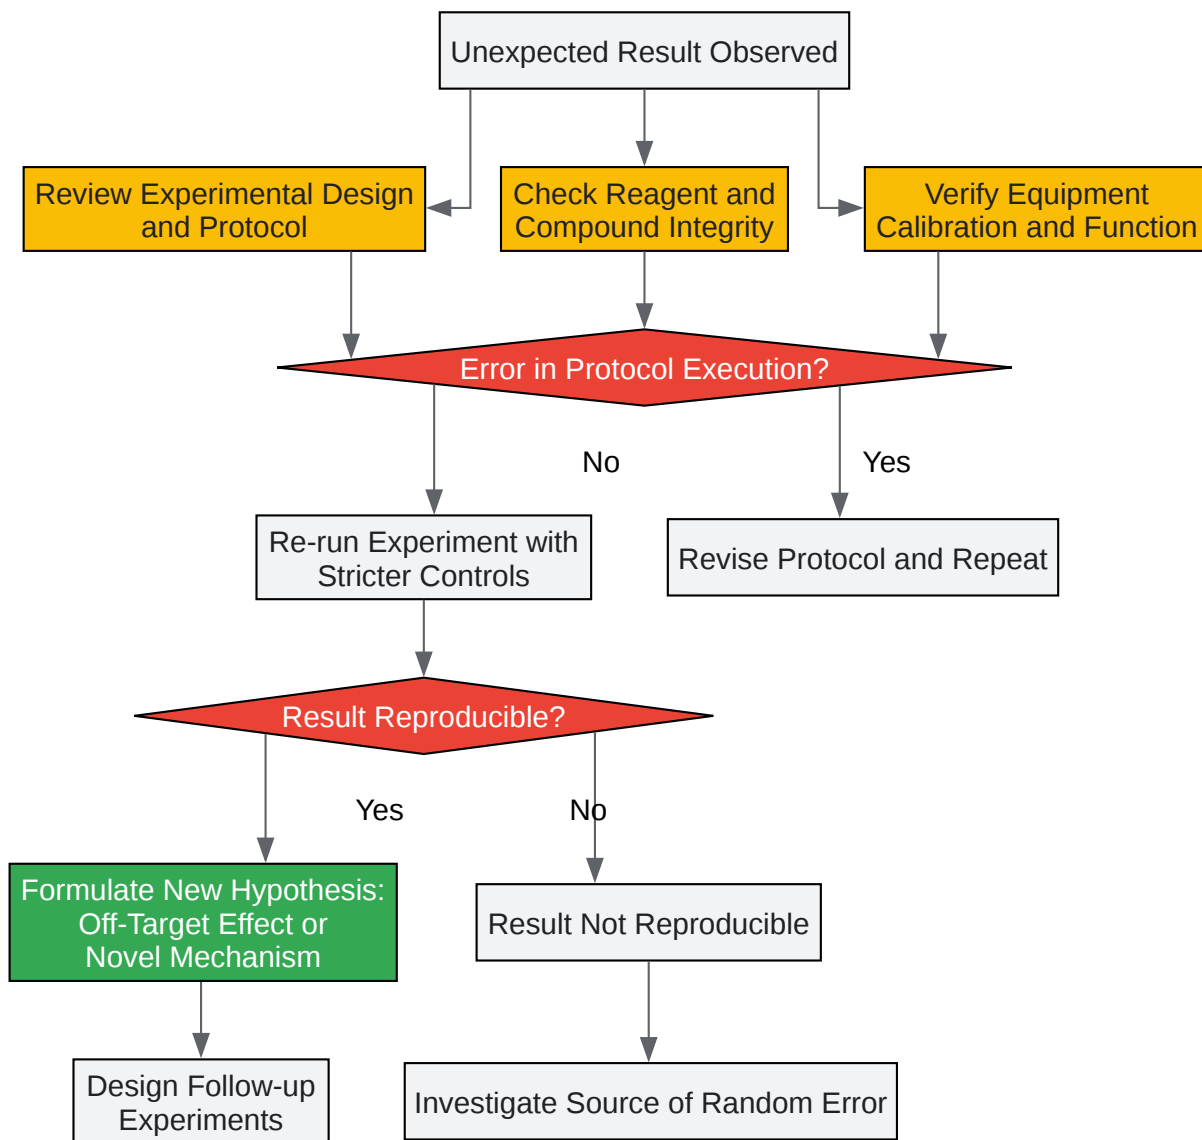 Unexpected Result Observed
Review Experimental Design
and Protocol
Check Reagent and
Compound Integrity
Verify Equipment
Calibration and Function
Error in Protocol Execution?
No
Yes
Re-run Experiment with
Stricter Controls
Revise Protocol and Repeat
Result Reproducible?
Yes
No
Formulate New Hypothesis:
Off-Target Effect or
Novel Mechanism
Result Not Reproducible
Design Follow-up
Experiments
Investigate Source of Random Error